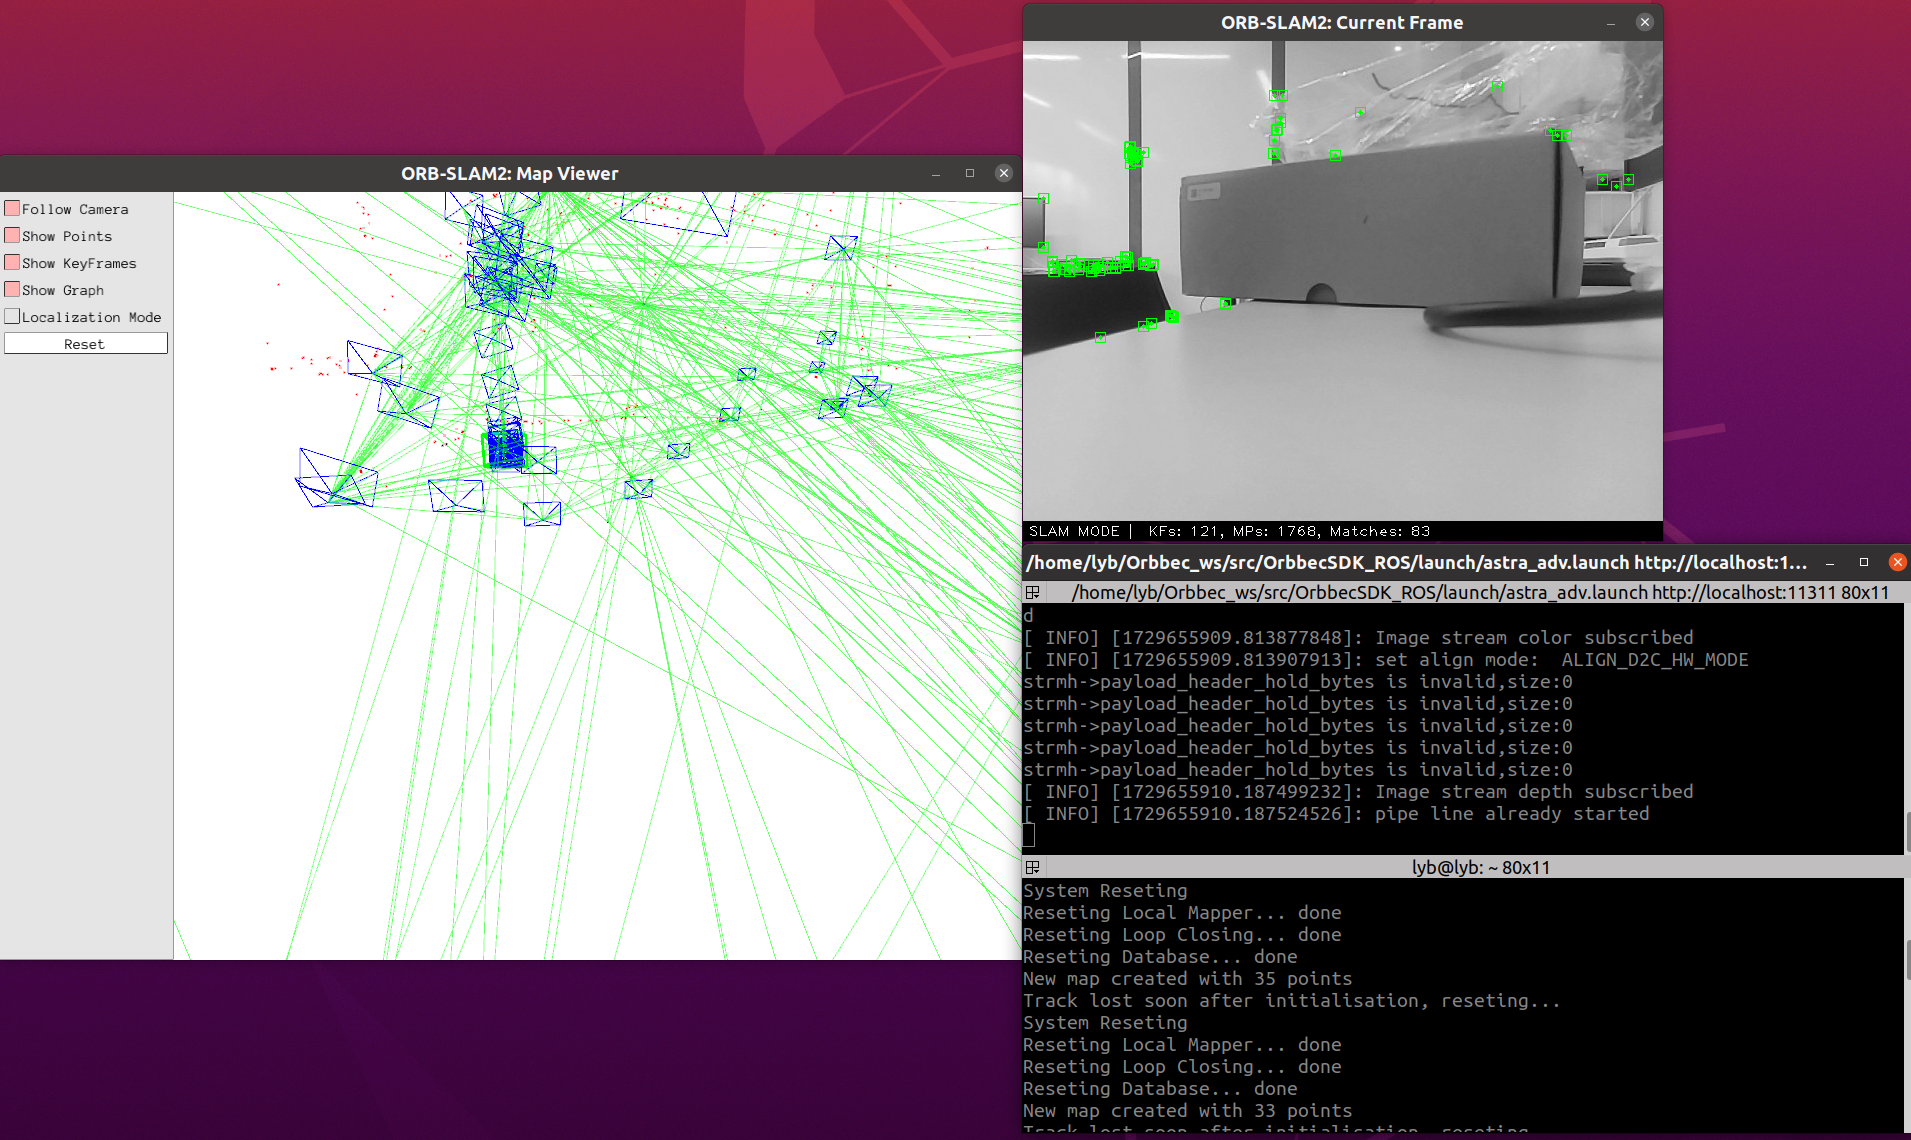 ORB-SLAM2: Map Viewer
Follow Camera
Show Points
Show KeyFrames
Show Graph
Localization Mode
Reset
ORB-SLAM2: Current Frame
SLAM MODE |  KFs: 121, MPs: 1768, Matches: 83
/home/lyb/Orbbec_ws/src/OrbbecSDK_ROS/launch/astra_adv.launch http://localhost:1...
/home/lyb/Orbbec_ws/src/OrbbecSDK_ROS/launch/astra_adv.launch http://localhost:11311 80x11
d
[ INFO] [1729655909.813877848]: Image stream color subscribed
[ INFO] [1729655909.813907913]: set align mode:  ALIGN_D2C_HW_MODE
strmh->payload_header_hold_bytes is invalid,size:0
strmh->payload_header_hold_bytes is invalid,size:0
strmh->payload_header_hold_bytes is invalid,size:0
strmh->payload_header_hold_bytes is invalid,size:0
strmh->payload_header_hold_bytes is invalid,size:0
[ INFO] [1729655910.187499232]: Image stream depth subscribed
[ INFO] [1729655910.187524526]: pipe line already started
lyb@lyb: ~ 80x11
System Reseting
Reseting Local Mapper... done
Reseting Loop Closing... done
Reseting Database... done
New map created with 35 points
Track lost soon after initialisation, reseting...
System Reseting
Reseting Local Mapper... done
Reseting Loop Closing... done
Reseting Database... done
New map created with 33 points
Track lost soon after initialisation, reseting